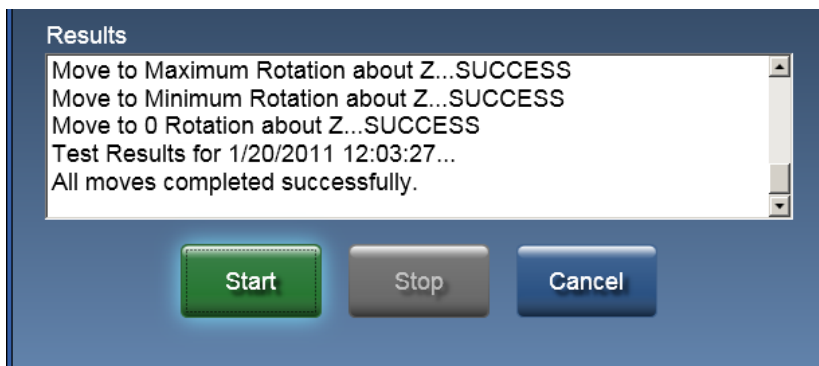 Results
Move to Maximum Rotation about Z...SUCCESS
Move to Minimum Rotation about Z...SUCCESS
Move to 0 Rotation about Z...SUCCESS
Test Results for 1/20/2011 12:03:27...
All moves completed successfully.
Start Stop Cancel